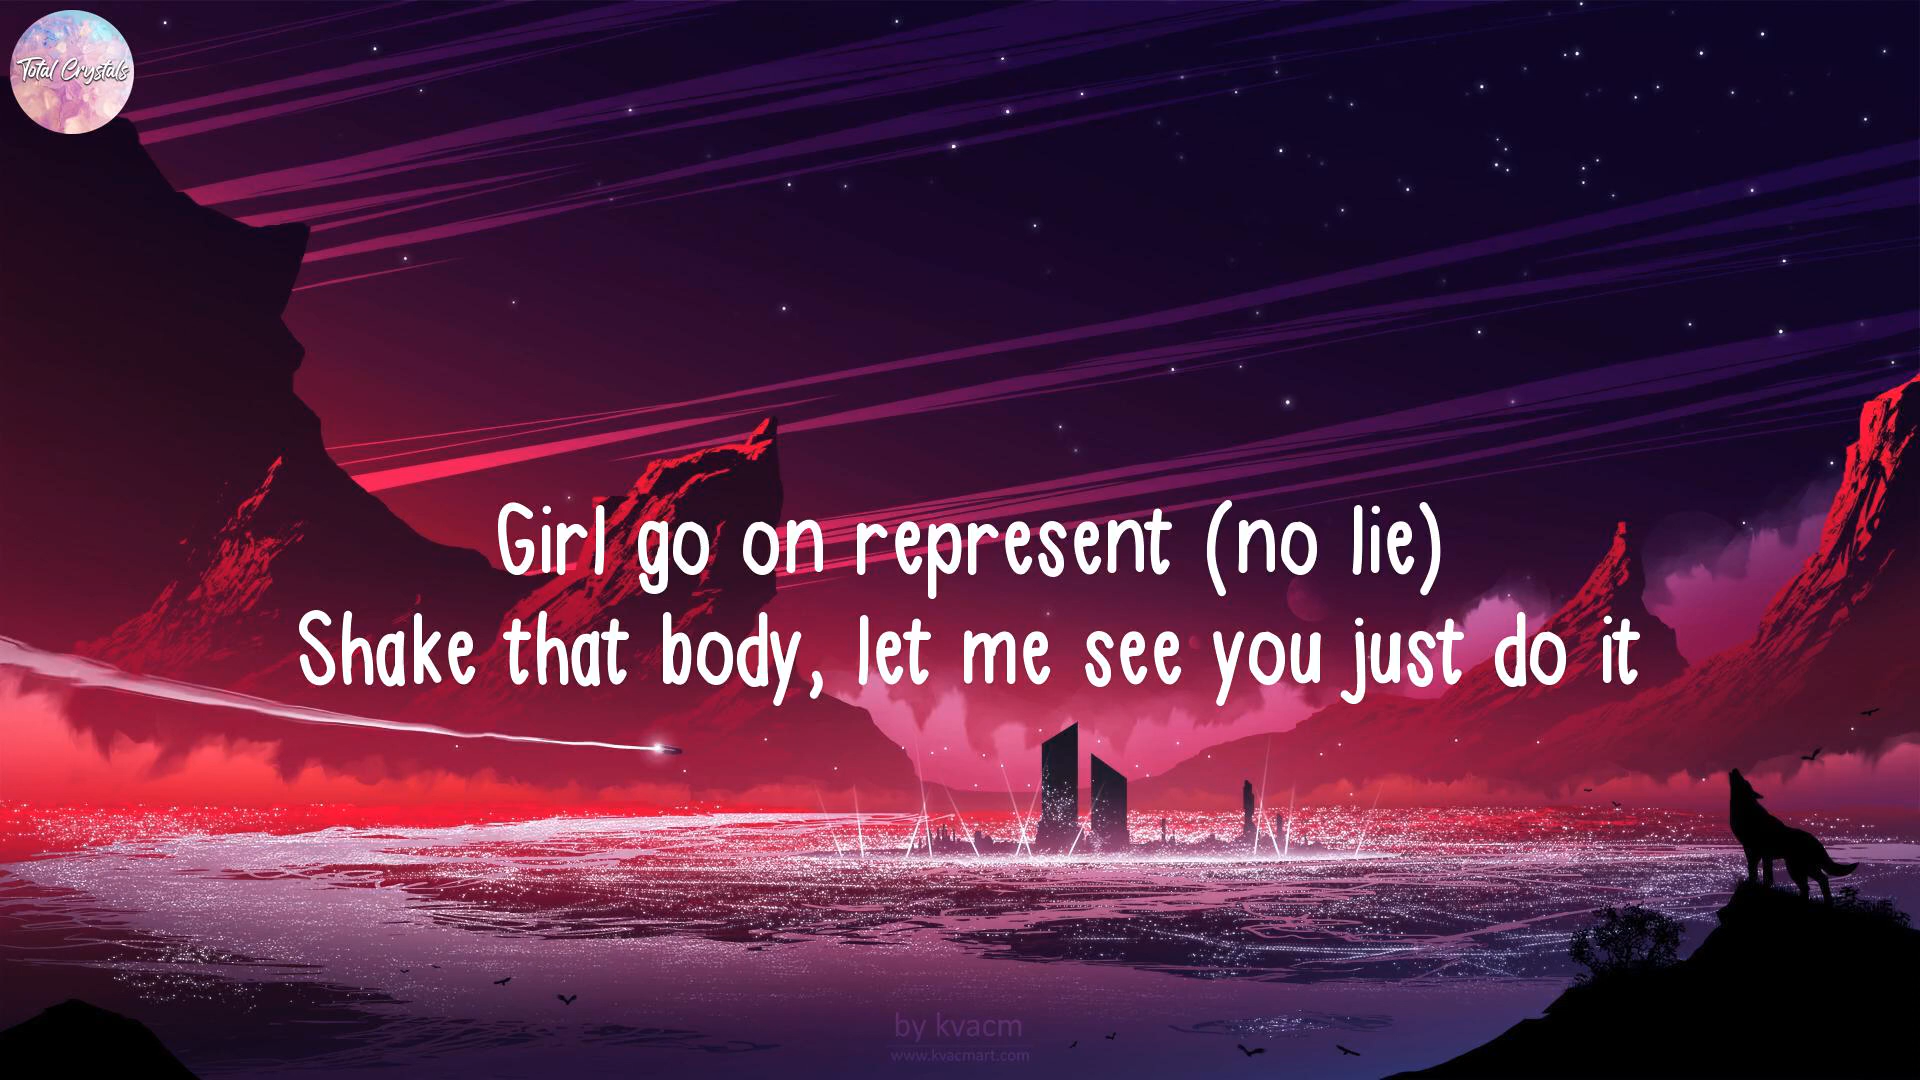 Total Crystals
Girl go on represent (no lie)
Shake that body, let me see you just do it
by kvacm
www.kvacmart.com